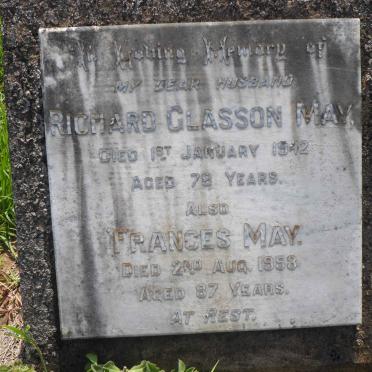 In Loving Memory of
MY DEAR HUSBAND
RICHARD GLASSON MAY.
DIED 1ST JANUARY 1942
AGED 79 YEARS.
ALSO
FRANCES MAY.
DIED 2ND AUG. 1958
AGED 87 YEARS.
AT REST.